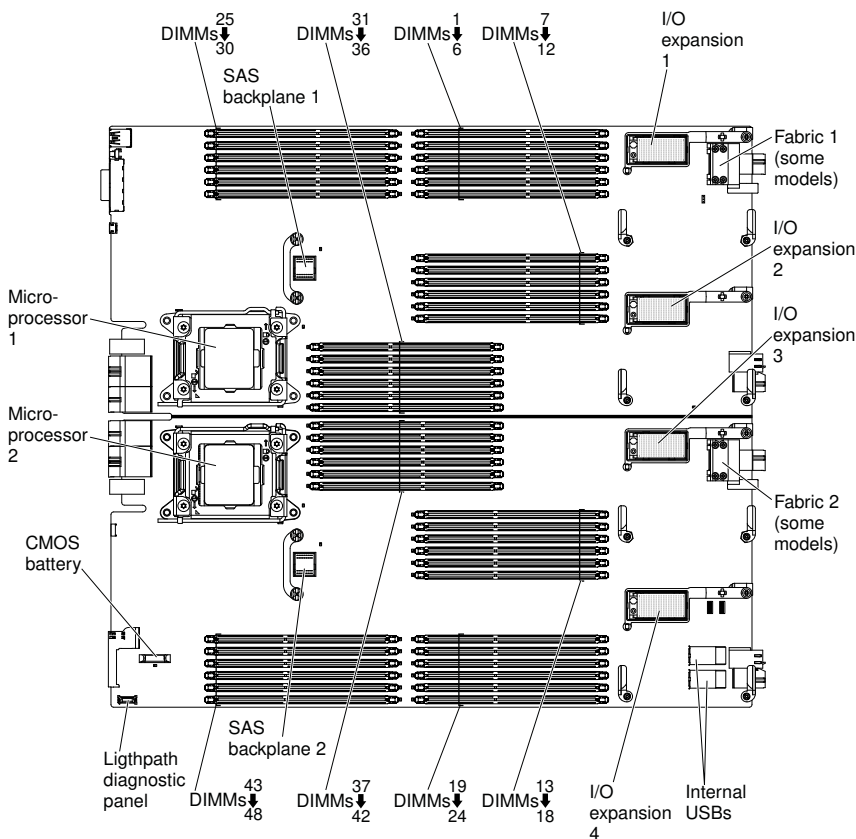 DIMMs 25
30
DIMMs 31
36
DIMMs 1
6
DIMMs 7
12
I/O
expansion
1
SAS
backplane 1
Fabric 1
(some
models)
I/O
expansion
2
Micro-
processor
1
I/O
expansion
3
Micro-
processor
2
Fabric 2
(some
models)
CMOS
battery
SAS
backplane 2
Ligthpath
diagnostic
panel
DIMMs 43
48
DIMMs 37
42
DIMMs 19
24
DIMMs 13
18
I/O
expansion
4
Internal
USBs